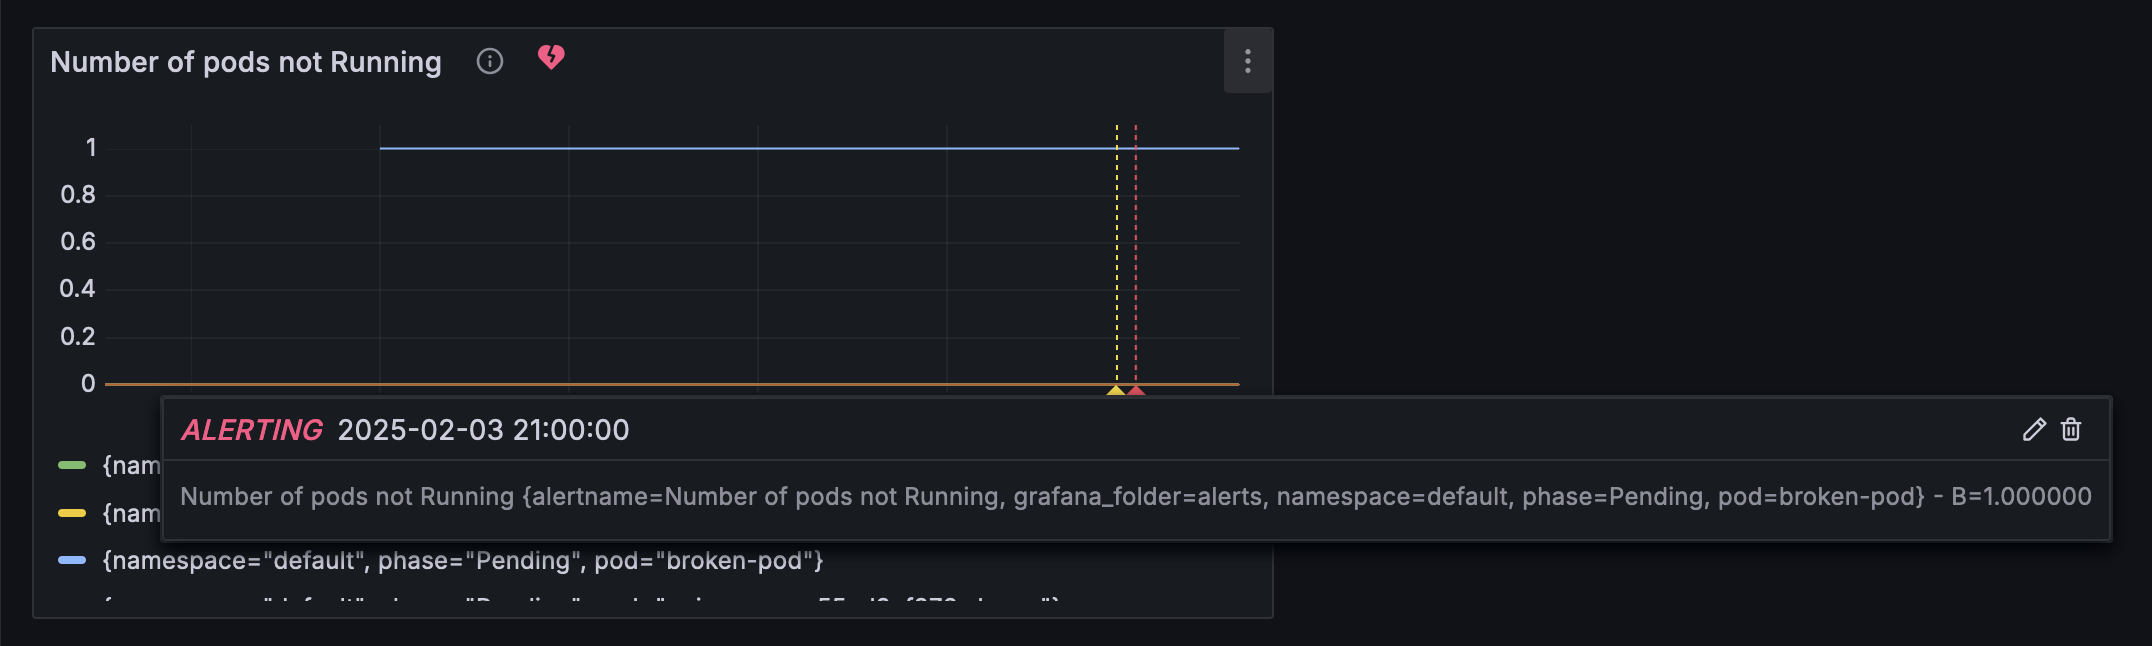 Number of pods not Running
1
0.8
0.6
0.4
0.2
0
ALERTING 2025-02-03 21:00:00
{nam
Number of pods not Running {alertname=Number of pods not Running, grafana_folder=alerts, namespace=default, phase=Pending, pod=broken-pod} - B=1.000000
{nam
{namespace="default", phase="Pending", pod="broken-pod"}